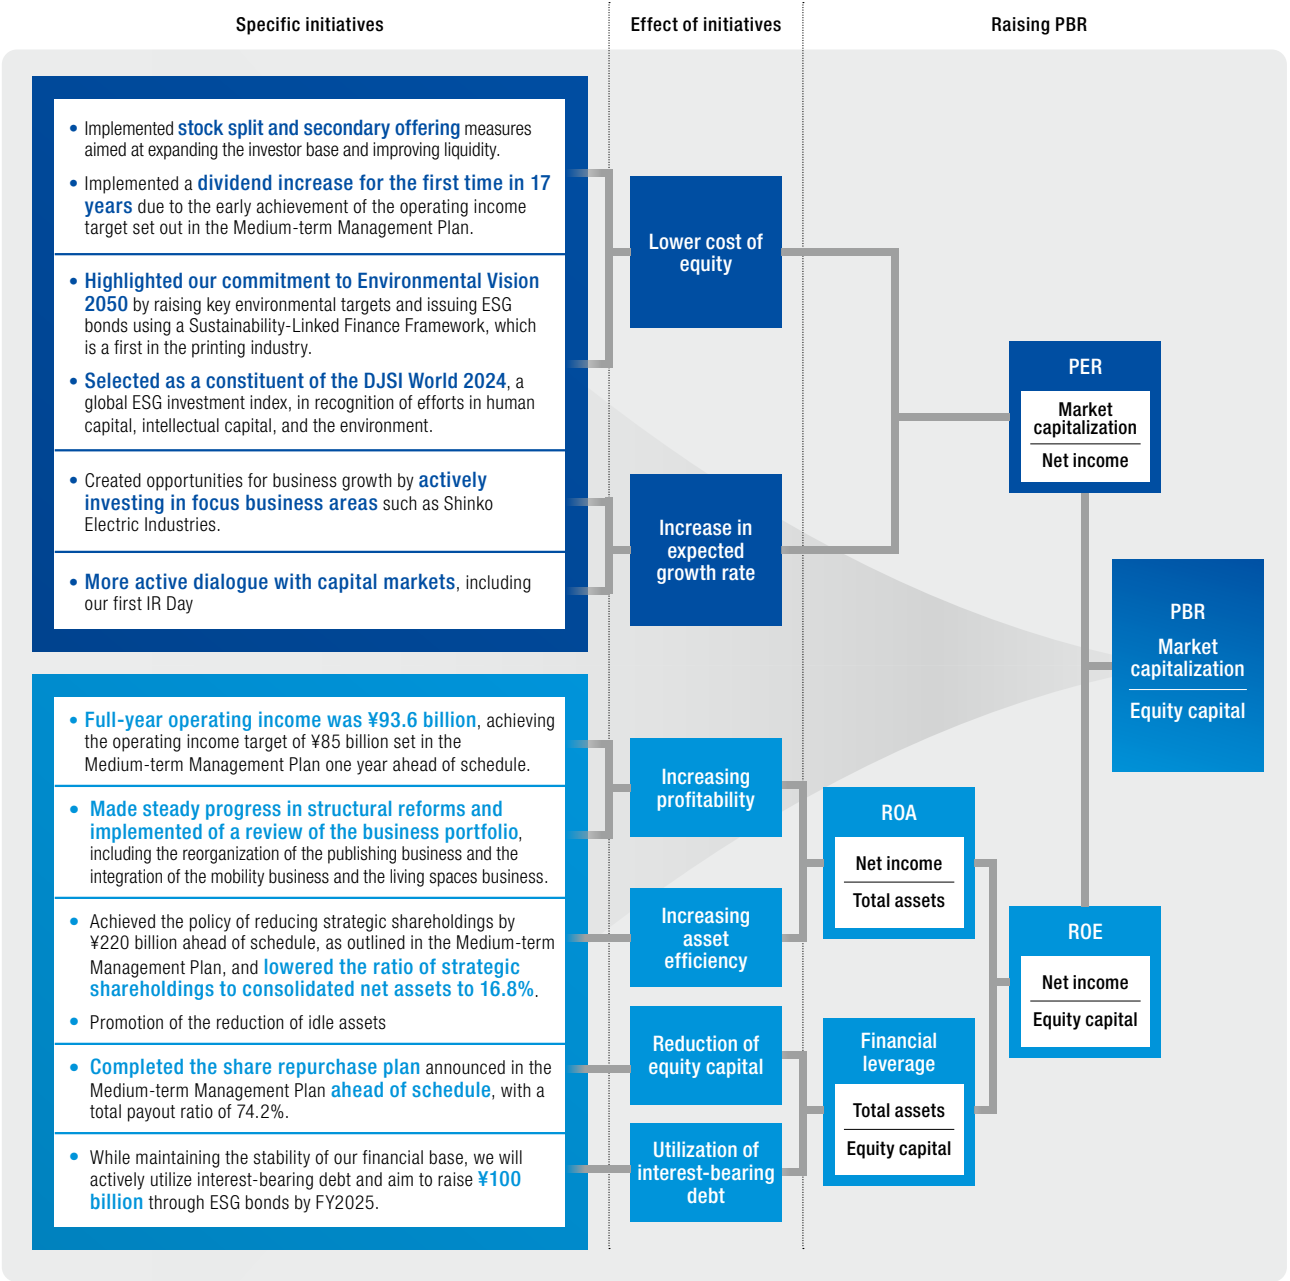 Specific initiatives
Effect of initiatives
Raising PBR
• Implemented stock split and secondary offering measures
aimed at expanding the investor base and improving liquidity.
• Implemented a dividend increase for the first time in 17
years due to the early achievement of the operating income
target set out in the Medium-term Management Plan.
• Highlighted our commitment to Environmental Vision
2050 by raising key environmental targets and issuing ESG
bonds using a Sustainability-Linked Finance Framework, which
is a first in the printing industry.
• Selected as a constituent of the DJSI World 2024, a
global ESG investment index, in recognition of efforts in human
capital, intellectual capital, and the environment.
• Created opportunities for business growth by actively
investing in focus business areas such as Shinko
Electric Industries.
• More active dialogue with capital markets, including
our first IR Day
• Full-year operating income was ¥93.6 billion, achieving
the operating income target of ¥85 billion set in the
Medium-term Management Plan one year ahead of schedule.
• Made steady progress in structural reforms and
implemented of a review of the business portfolio,
including the reorganization of the publishing business and the
integration of the mobility business and the living spaces business.
• Achieved the policy of reducing strategic shareholdings by
¥220 billion ahead of schedule, as outlined in the Medium-term
Management Plan, and lowered the ratio of strategic
shareholdings to consolidated net assets to 16.8%.
• Promotion of the reduction of idle assets
• Completed the share repurchase plan announced in the
Medium-term Management Plan ahead of schedule, with a
total payout ratio of 74.2%.
• While maintaining the stability of our financial base, we will
actively utilize interest-bearing debt and aim to raise ¥100
billion through ESG bonds by FY2025.
Lower cost of
equity
Increase in
expected
growth rate
Increasing
profitability
Increasing
asset
efficiency
Reduction of
equity capital
Utilization of
interest-bearing
debt
ROA
Net income
Total assets
Financial
leverage
Total assets
Equity capital
PER
Market
capitalization
Net income
ROE
Net income
Equity capital
PBR
Market
capitalization
Equity capital